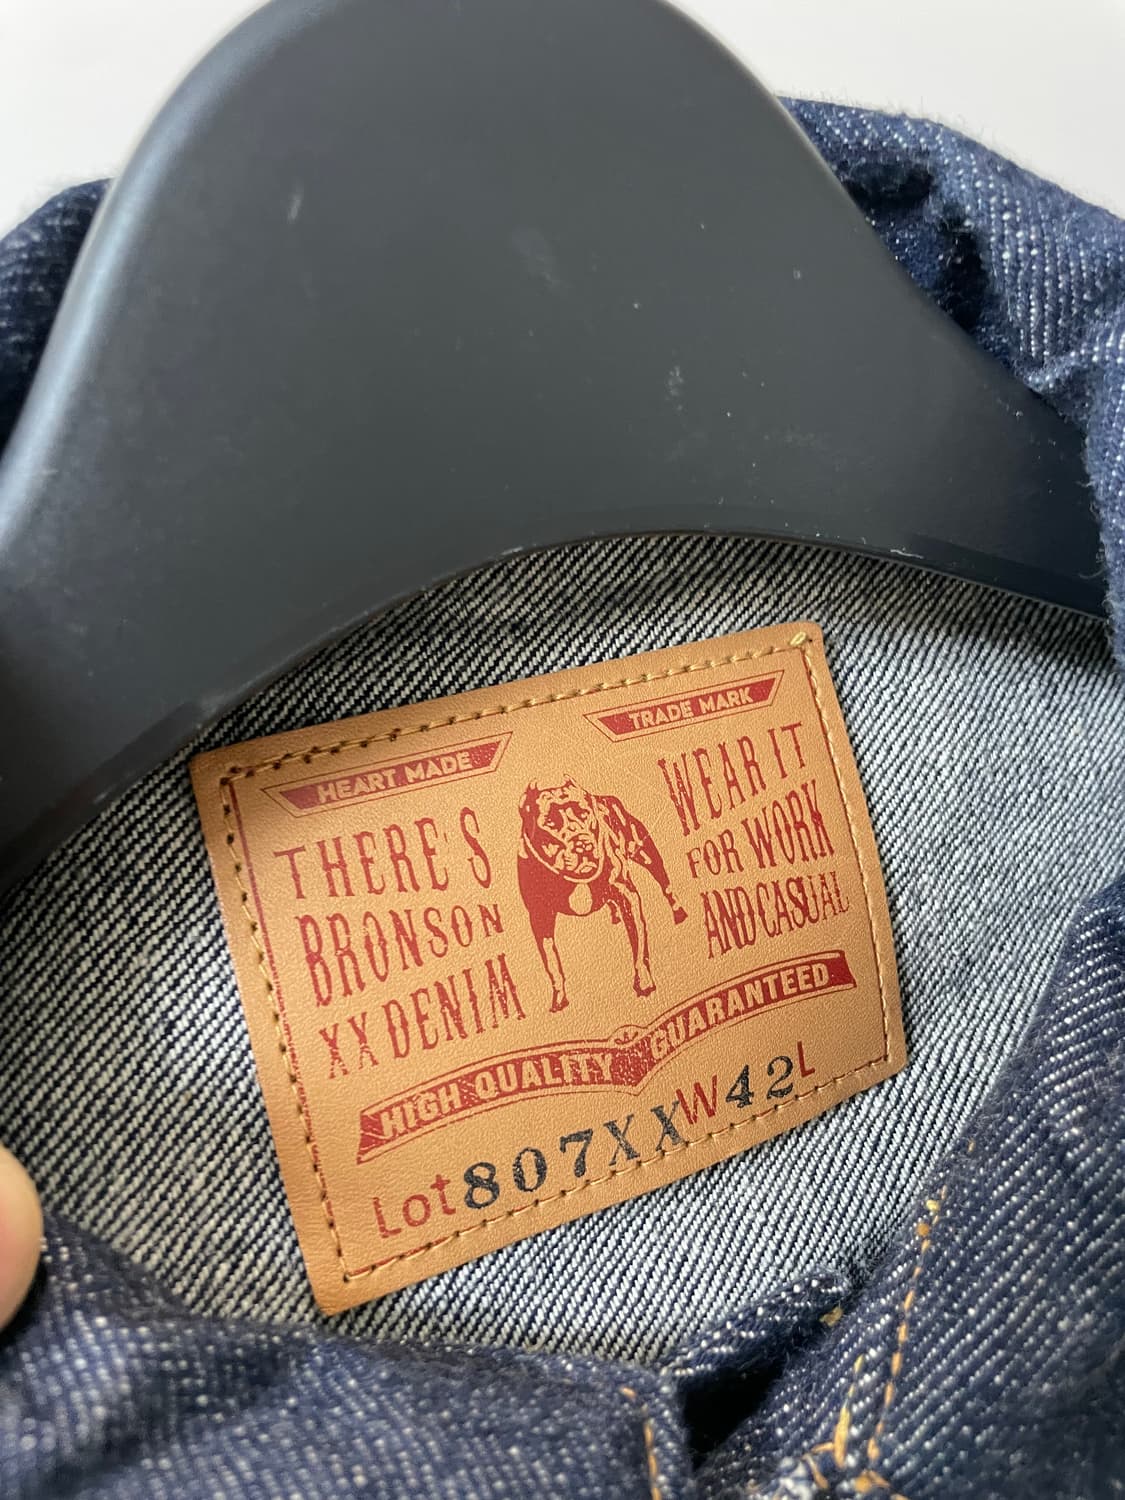 HEART MADE
TRADE MARK
THERE'S
BRONSON
XX DENIM
WEAR IT
FOR WORK
AND CASUAL
HIGH QUALITY GUARANTEED
Lot 807XX W42L